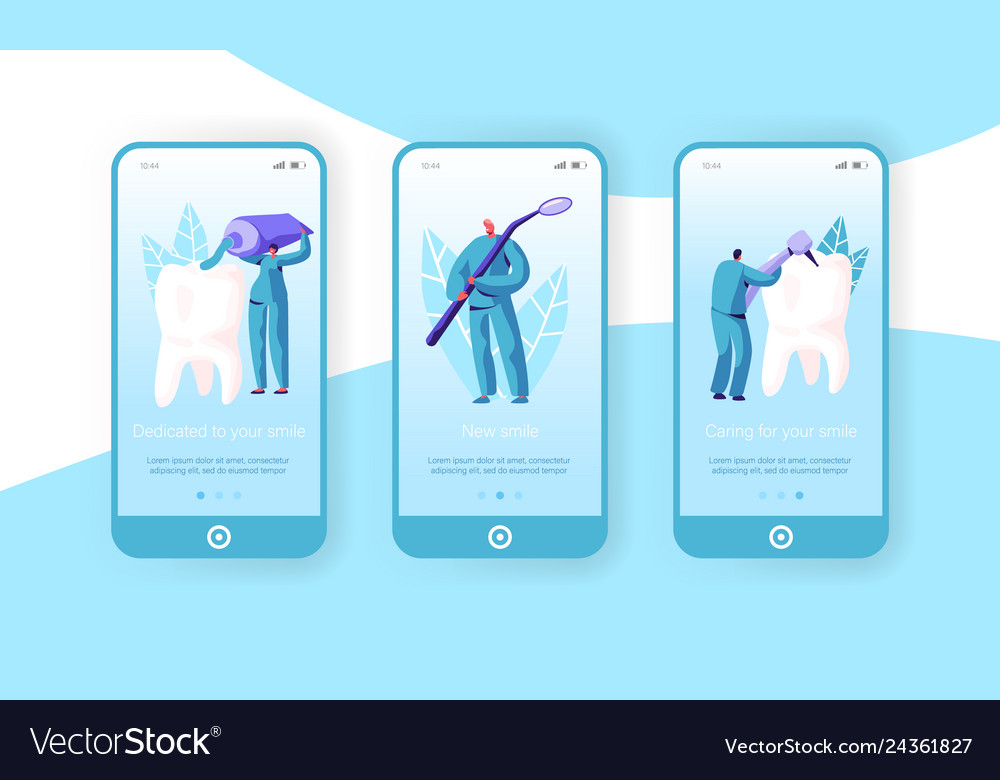 10:44
Dedicated to your smile
Lorem ipsum dolor sit amet, consectetur
adipiscing elit, sed do eiusmod tempor
10:44
New smile
Lorem ipsum dolor sit amet, consectetur
adipiscing elit, sed do eiusmod tempor
10:44
Caring for your smile
Lorem ipsum dolor sit amet, consectetur
adipiscing elit, sed do eiusmod tempor
VectorStock®
VectorStock.com/24361827